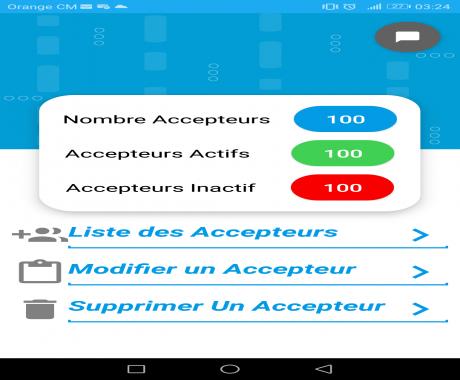 Orange CM 27 03:24
Nombre Accepteurs 100
Accepteurs Actifs 100
Accepteurs Inactif 100
Liste des Accepteurs
Modifier un Accepteur
Supprimer Un Accepteur